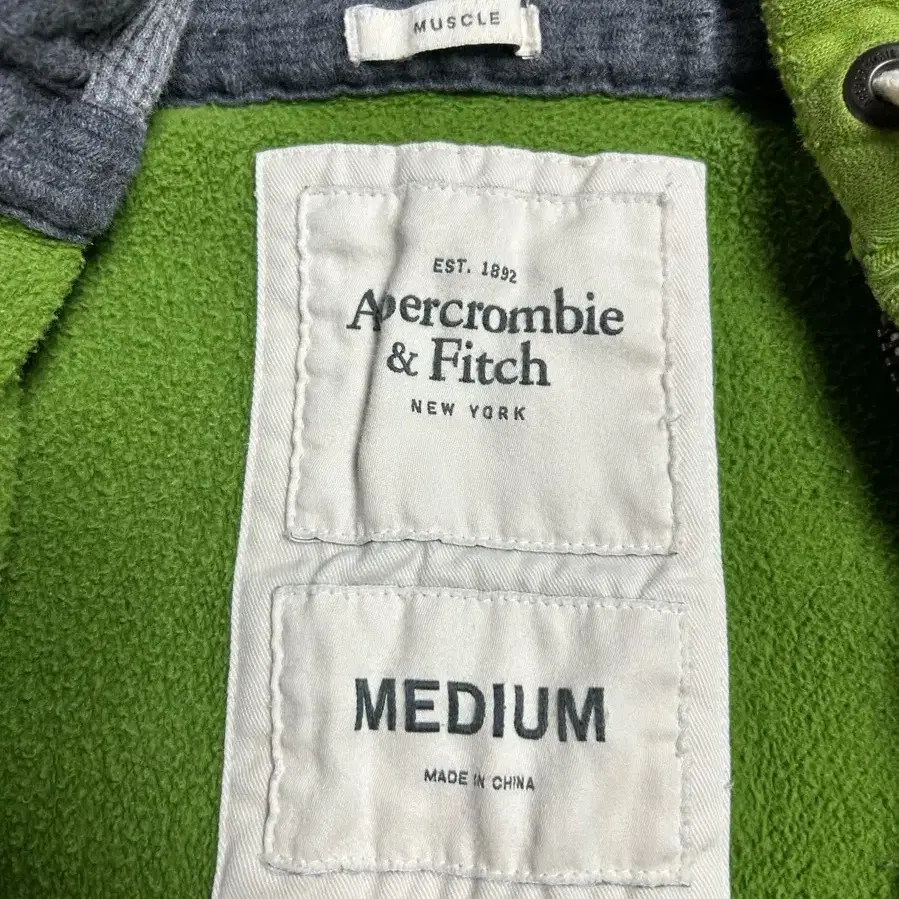 MUSCLE
EST. 1892
Abercrombie
& Fitch
NEW YORK
MEDIUM
MADE IN CHINA